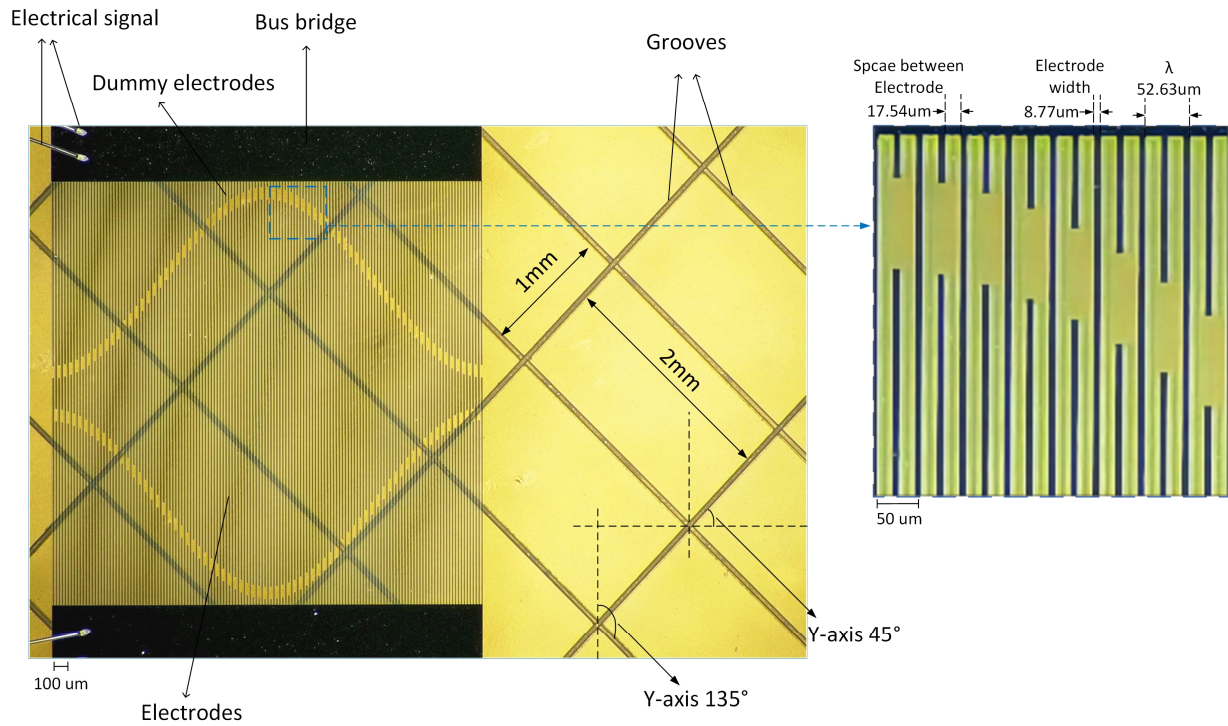 Electrical signal
Bus bridge
Dummy electrodes
Grooves
Spcae between
Electrode
17.54um
Electrode
width
8.77um
λ
52.63um
1mm
2mm
50 um
Y-axis 45°
Y-axis 135°
100 um
Electrodes